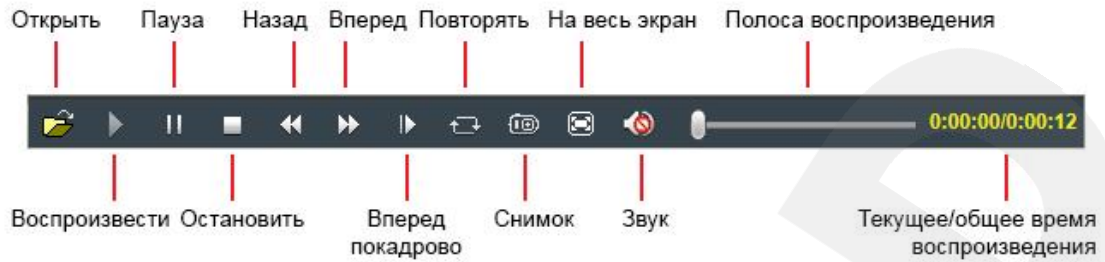 Открыть Пауза Назад Вперед Повторять На весь экран Полоса воспроизведения
0:00:00/0:00:12
Воспроизвести Остановить Вперед покадрово Снимок Звук Текущее/общее время воспроизведения